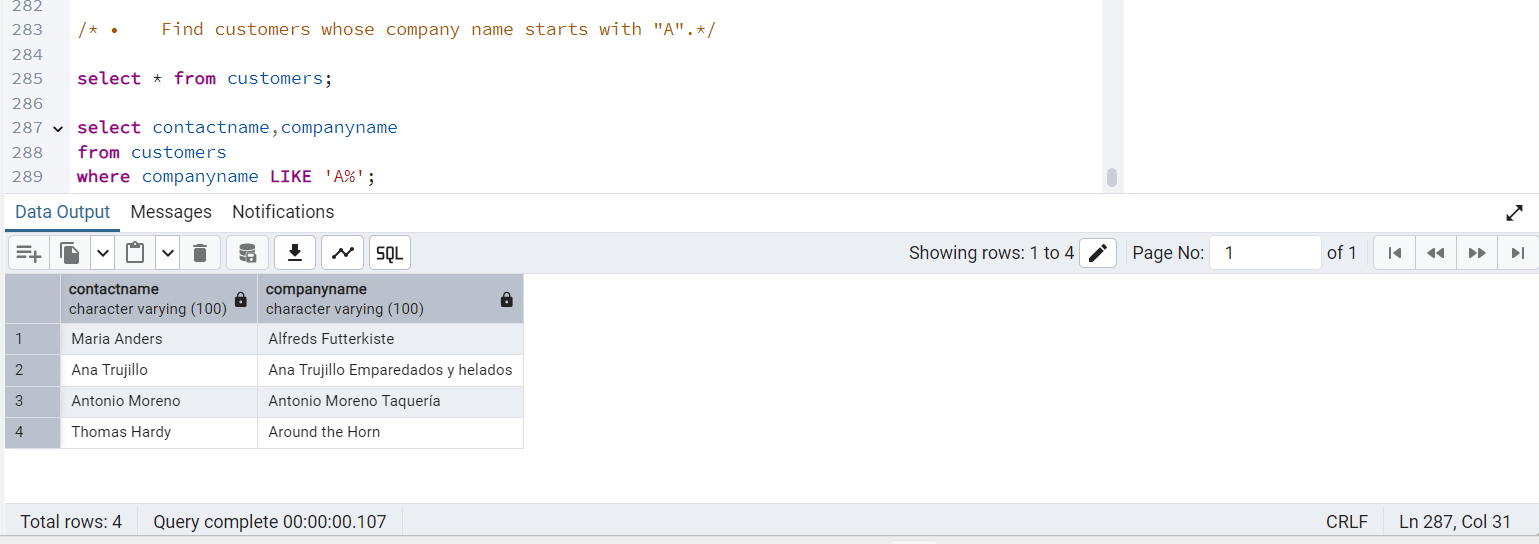 282
283 /* •    Find customers whose company name starts with "A".*/
284
285 select * from customers;
286
287 select contactname,companyname
288 from customers
289 where companyname LIKE 'A%';
Data Output Messages Notifications
SQL Showing rows: 1 to 4 Page No: 1 of 1
contactname companyname
character varying (100) character varying (100)
1 Maria Anders Alfreds Futterkiste
2 Ana Trujillo Ana Trujillo Emparedados y helados
3 Antonio Moreno Antonio Moreno Taquería
4 Thomas Hardy Around the Horn
Total rows: 4 Query complete 00:00:00.107 CRLF Ln 287, Col 31